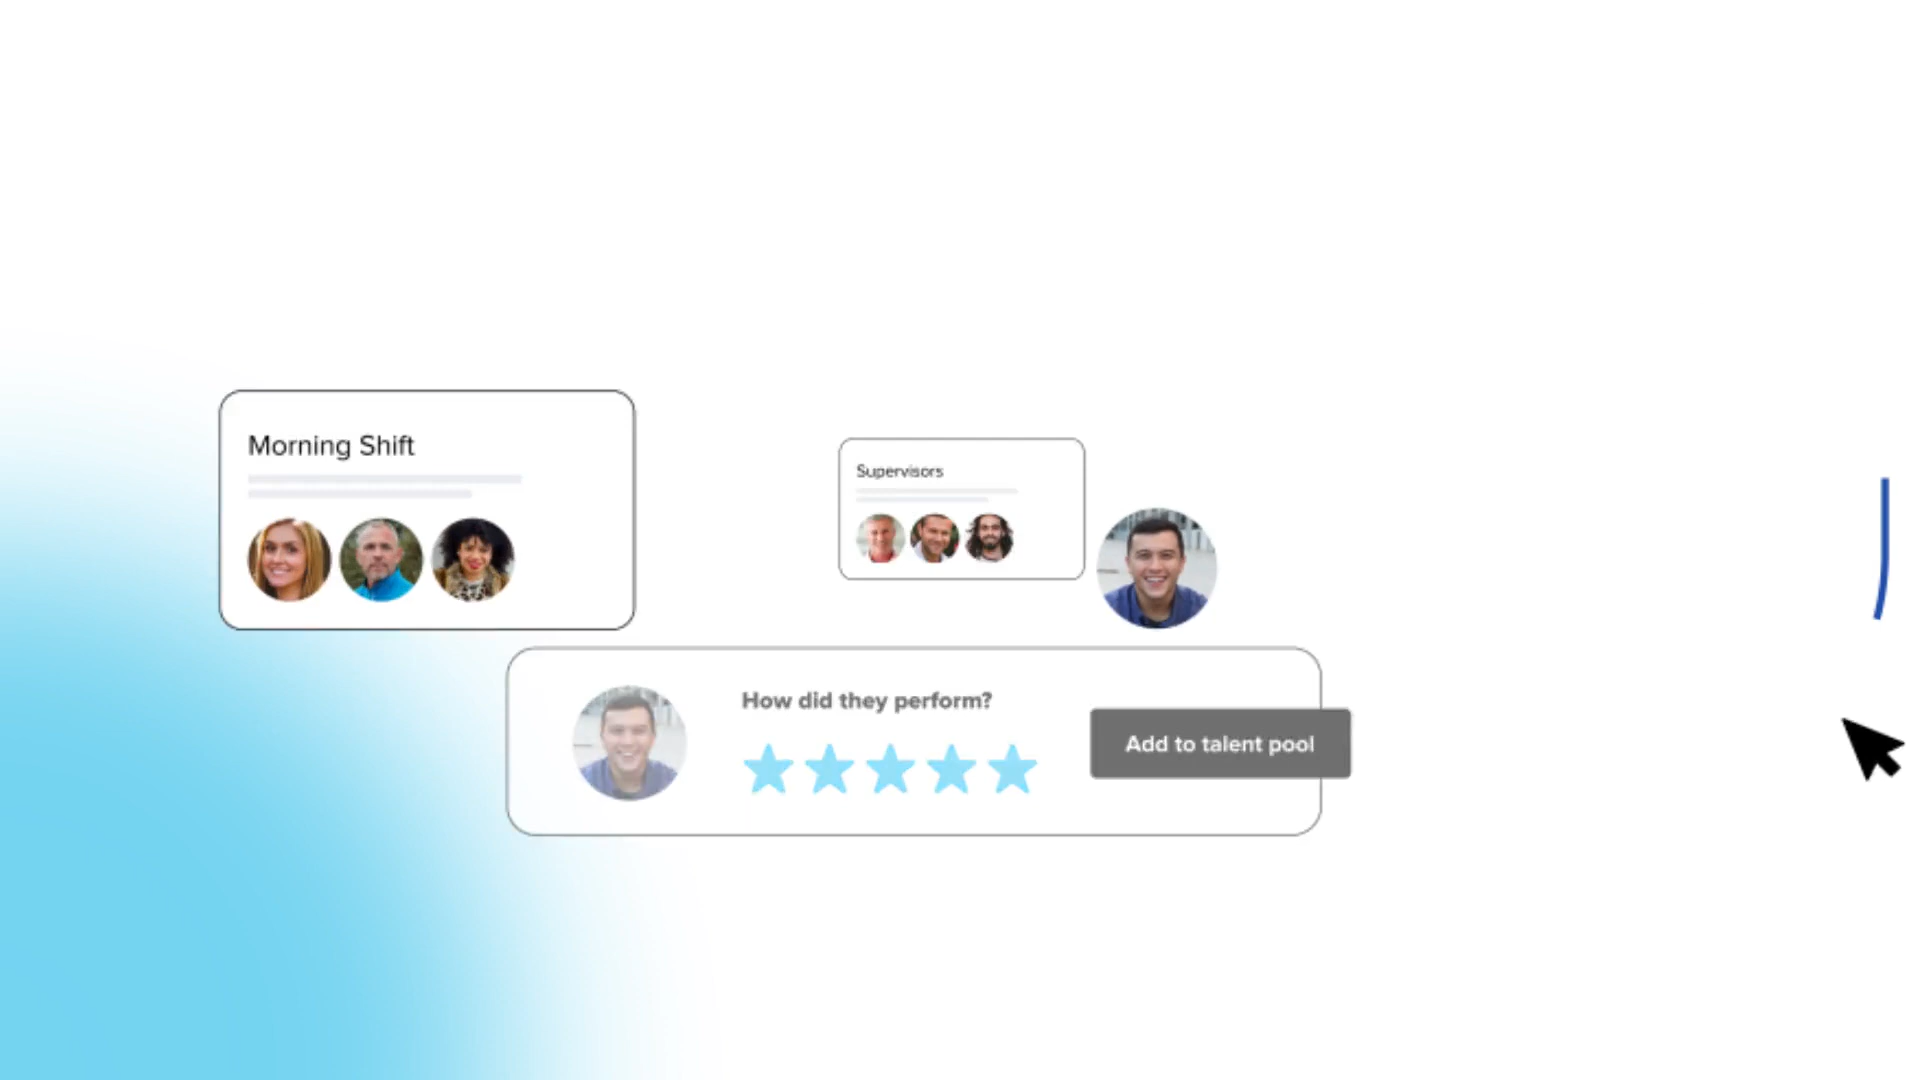 Morning Shift
Supervisors
How did they perform?
Add to talent pool